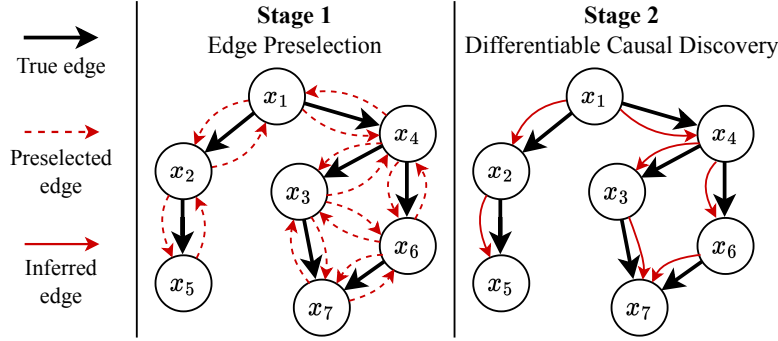 True edge
Preselected
edge
Inferred
edge
Stage 1
Edge Preselection
x1
x4
x2
x3
x6
x5
x7
Stage 2
Differentiable Causal Discovery
x1
x4
x2
x3
x6
x5
x7